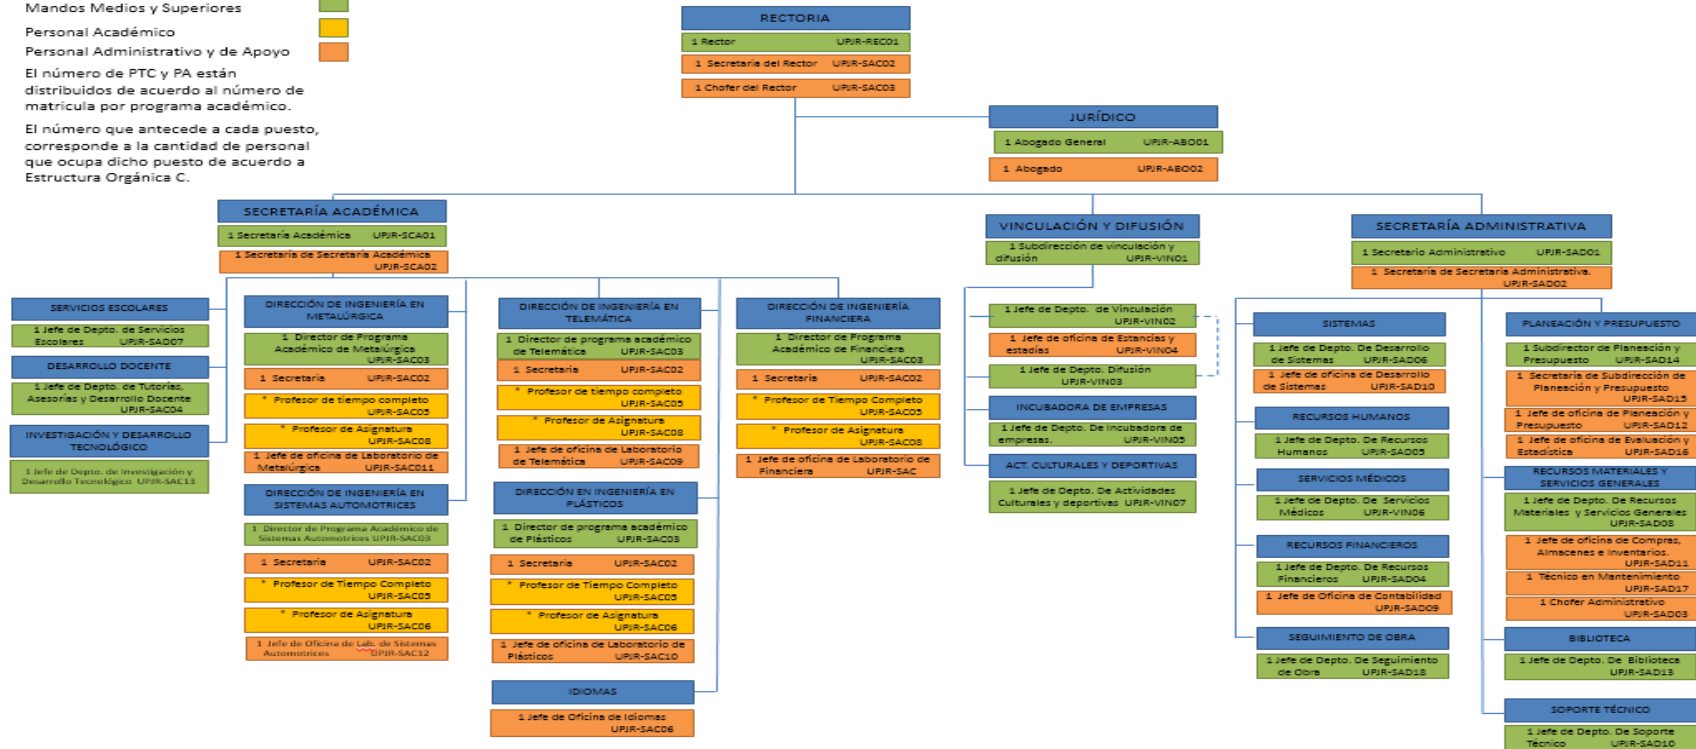 Mandos Medios y Superiores
Personal Académico
Personal Administrativo y de Apoyo
El número de PTC y PA están
distribuidos de acuerdo al número de
matricula por programa académico.
El número que antecede a cada puesto,
corresponde a la cantidad de personal
que ocupa dicho puesto de acuerdo a
Estructura Orgánica C.
RECTORIA
1 Rector UPJR-REC01
1 Secretaria del Rector UPJR-SAC02
1 Chofer del Rector UPJR-SAC03
JURÍDICO
1 Abogado General UPJR-ABO01
1 Abogado UPJR-ABO02
SECRETARÍA ACADÉMICA
1 Secretaría Académica UPJR-SCA01
1 Secretaria de Secretaría Académica
UPJR-SCA02
SERVICIOS ESCOLARES
1 Jefe de Depto. de Servicios
Escolares UPJR-SAD07
DESARROLLO DOCENTE
1 Jefe de Depto. de Tutorías,
Asesorías y Desarrollo Docente
UPJR-SAC04
INVESTIGACIÓN Y DESARROLLO
TECNOLÓGICO
1 Jefe de Depto. de Investigación y
Desarrollo Tecnológico UPJR-SAC13
DIRECCIÓN DE INGENIERÍA EN
METALÚRGICA
1 Director de Programa
Académico de Metalúrgica
UPJR-SAC03
1 Secretaria UPJR-SAC02
* Profesor de tiempo completo
UPJR-SAC05
* Profesor de Asignatura
UPJR-SAC08
1 Jefe de oficina de Laboratorio de
Metalúrgica UPJR-SAC011
DIRECCIÓN DE INGENIERÍA EN
SISTEMAS AUTOMOTRICES
1 Director de Programa Académico de
Sistemas Automotrices UPJR-SAC03
1 Secretaria UPJR-SAC02
* Profesor de Tiempo Completo
UPJR-SAC05
* Profesor de Asignatura
UPJR-SAC06
1 Jefe de Oficina de Lab. de Sistemas
Automotrices UPJR-SAC12
DIRECCIÓN DE INGENIERÍA EN
TELEMÁTICA
1 Director de programa académico
de Telemática UPJR-SAC03
1 Secretaria UPJR-SAC02
* Profesor de tiempo completo
UPJR-SAC05
* Profesor de Asignatura
UPJR-SAC08
1 Jefe de oficina de Laboratorio
de Telemática UPJR-SAC09
DIRECCIÓN EN INGENIERÍA EN
PLÁSTICOS
1 Director de programa académico
de Plásticos UPJR-SAC03
1 Secretaria UPJR-SAC02
* Profesor de Tiempo Completo
UPJR-SAC05
* Profesor de Asignatura
UPJR-SAC06
1 Jefe de oficina de Laboratorio de
Plásticos UPJR-SAC10
IDIOMAS
1 Jefe de Oficina de Idiomas
UPJR-SAC06
DIRECCIÓN DE INGENIERÍA
FINANCIERA
1 Director de Programa
Académico de Financiera
UPJR-SAC03
1 Secretaria UPJR-SAC02
* Profesor de Tiempo Completo
UPJR-SAC05
* Profesor de Asignatura
UPJR-SAC08
1 Jefe de oficina de Laboratorio de
Financiera UPJR-SAC
VINCULACIÓN Y DIFUSIÓN
1 Subdirección de vinculación y
difusión UPJR-VIN01
1 Jefe de Depto. de Vinculación
UPJR-VIN02
1 Jefe de oficina de Estancias y
estadías UPJR-VIN04
1 Jefe de Depto. Difusión
UPJR-VIN03
INCUBADORA DE EMPRESAS
1 Jefe de Depto. De Incubadora de
empresas. UPJR-VIN05
ACT. CULTURALES Y DEPORTIVAS
1 Jefe de Depto. De Actividades
Culturales y deportivas UPJR-VIN07
SECRETARÍA ADMINISTRATIVA
1 Secretario Administrativo UPJR-SAD01
1 Secretaría de Secretaria Administrativa.
UPJR-SAD02
SISTEMAS
1 Jefe de Depto. De Desarrollo
de Sistemas UPJR-SAD06
1 Jefe de oficina de Desarrollo
de Sistemas UPJR-SAD10
RECURSOS HUMANOS
1 Jefe de Depto. De Recursos
Humanos UPJR-SAD05
SERVICIOS MÉDICOS
1 Jefe de Depto. De Servicios
Médicos UPJR-VIN06
RECURSOS FINANCIEROS
1 Jefe de Depto. De Recursos
Financieros UPJR-SAD04
1 Jefe de Oficina de Contabilidad
UPJR-SAD09
SEGUIMIENTO DE OBRA
1 Jefe de Depto. De Seguimiento
de Obra UPJR-SAD18
PLANEACIÓN Y PRESUPUESTO
1 Subdirector de Planeación y
Presupuesto UPJR-SAD14
1 Secretaria de Subdirección de
Planeación y Presupuesto
UPJR-SAD15
1 Jefe de oficina de Planeación y
Presupuesto UPJR-SAD12
1 Jefe de oficina de Evaluación y
Estadística UPJR-SAD16
RECURSOS MATERIALES Y
SERVICIOS GENERALES
1 Jefe de Depto. De Recursos
Materiales y Servicios Generales
UPJR-SAD08
1 Jefe de oficina de Compras,
Almacenes e Inventarios.
UPJR-SAD11
1 Técnico en Mantenimiento
UPJR-SAD17
1 Chofer Administrativo
UPJR-SAD03
BIBLIOTECA
1 Jefe de Depto. De Biblioteca
UPJR-SAD13
SOPORTE TÉCNICO
1 Jefe de Depto. De Soporte
Técnico UPJR-SAD10